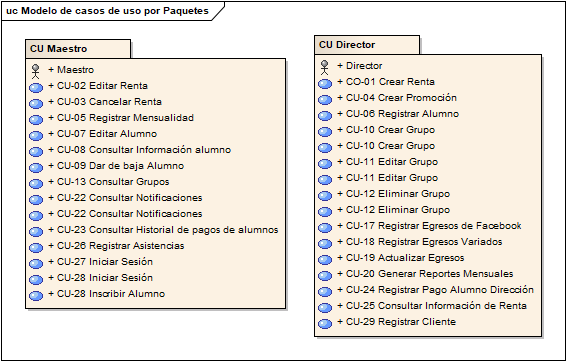 uc Modelo de casos de uso por Paquetes
CU Maestro
+ Maestro
+ CU-02 Editar Renta
+ CU-03 Cancelar Renta
+ CU-05 Registrar Mensualidad
+ CU-07 Editar Alumno
+ CU-08 Consultar Información alumno
+ CU-09 Dar de baja Alumno
+ CU-13 Consultar Grupos
+ CU-22 Consultar Notificaciones
+ CU-22 Consultar Notificaciones
+ CU-23 Consultar Historial de pagos de alumnos
+ CU-26 Registrar Asistencias
+ CU-27 Iniciar Sesión
+ CU-28 Iniciar Sesión
+ CU-28 Inscribir Alumno
CU Director
+ Director
+ CO-01 Crear Renta
+ CU-04 Crear Promoción
+ CU-06 Registrar Alumno
+ CU-10 Crear Grupo
+ CU-10 Crear Grupo
+ CU-11 Editar Grupo
+ CU-11 Editar Grupo
+ CU-12 Eliminar Grupo
+ CU-12 Eliminar Grupo
+ CU-17 Registrar Egresos de Facebook
+ CU-18 Registrar Egresos Variados
+ CU-19 Actualizar Egresos
+ CU-20 Generar Reportes Mensuales
+ CU-24 Registrar Pago Alumno Dirección
+ CU-25 Consultar Información de Renta
+ CU-29 Registrar Cliente